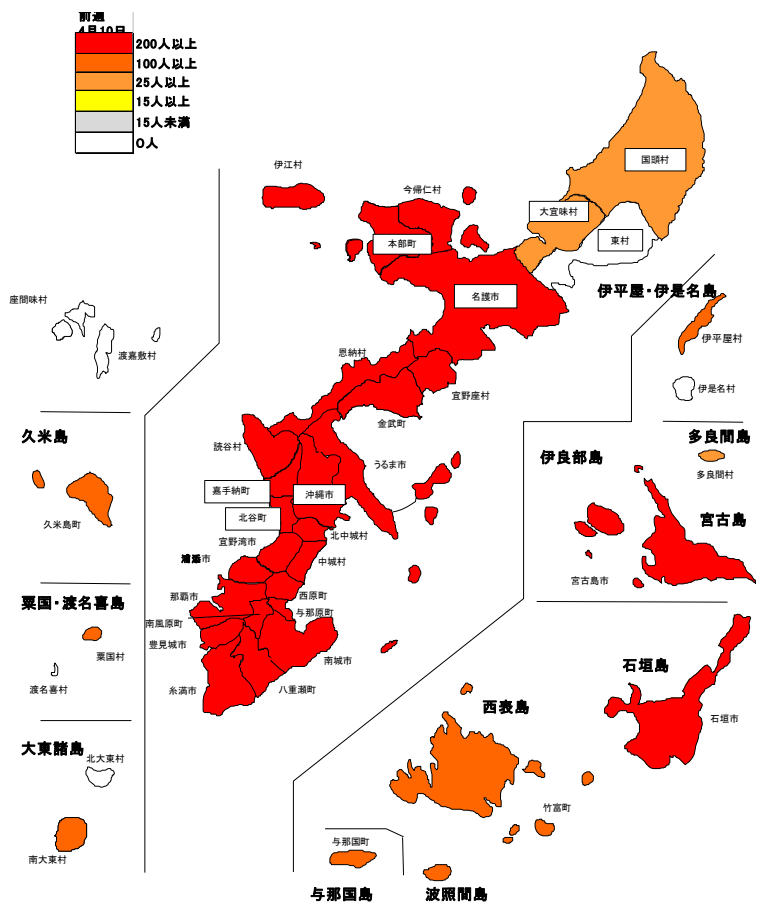 前週
4月10日
200人以上
100人以上
25人以上
15人以上
15人未満
0人
国頭村
伊江村
今帰仁村
大宜味村
東村
本部町
名護市
伊平屋・伊是名島
座間味村
渡嘉敷村
伊平屋村
恩納村
伊是名村
宜野座村
久米島
金武町
多良間島
読谷村
伊良部島
うるま市
多良間村
嘉手納町
沖縄市
宮古島
北谷町
久米島町
宜野湾市
北中城村
中城村
宮古島市
那覇市
西原町
粟国・渡名喜島
与那原町
南風原町
豊見城市
粟国村
南城市
石垣島
渡名喜村
糸満市
八重瀬町
西表島
石垣市
大東諸島
北大東村
竹富町
与那国町
南大東村
与那国島
波照間島